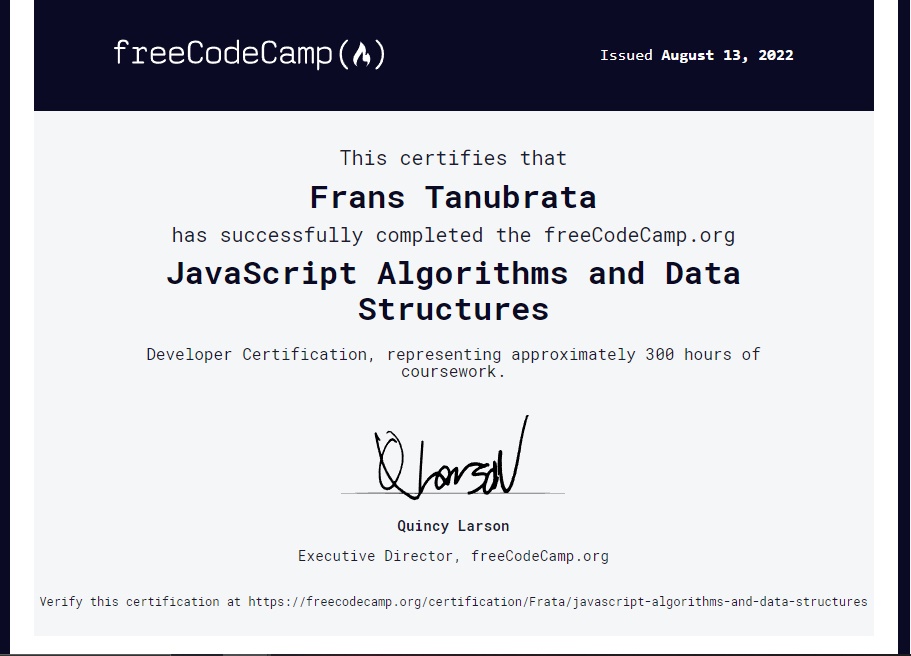 freeCodeCamp
Issued August 13, 2022
This certifies that
Frans Tanubrata
has successfully completed the freeCodeCamp.org
JavaScript Algorithms and Data
Structures
Developer Certification, representing approximately 300 hours of
coursework.
Q Larson
Quincy Larson
Executive Director, freeCodeCamp.org
Verify this certification at https://freecodecamp.org/certification/Frata/javascript-algorithms-and-data-structures